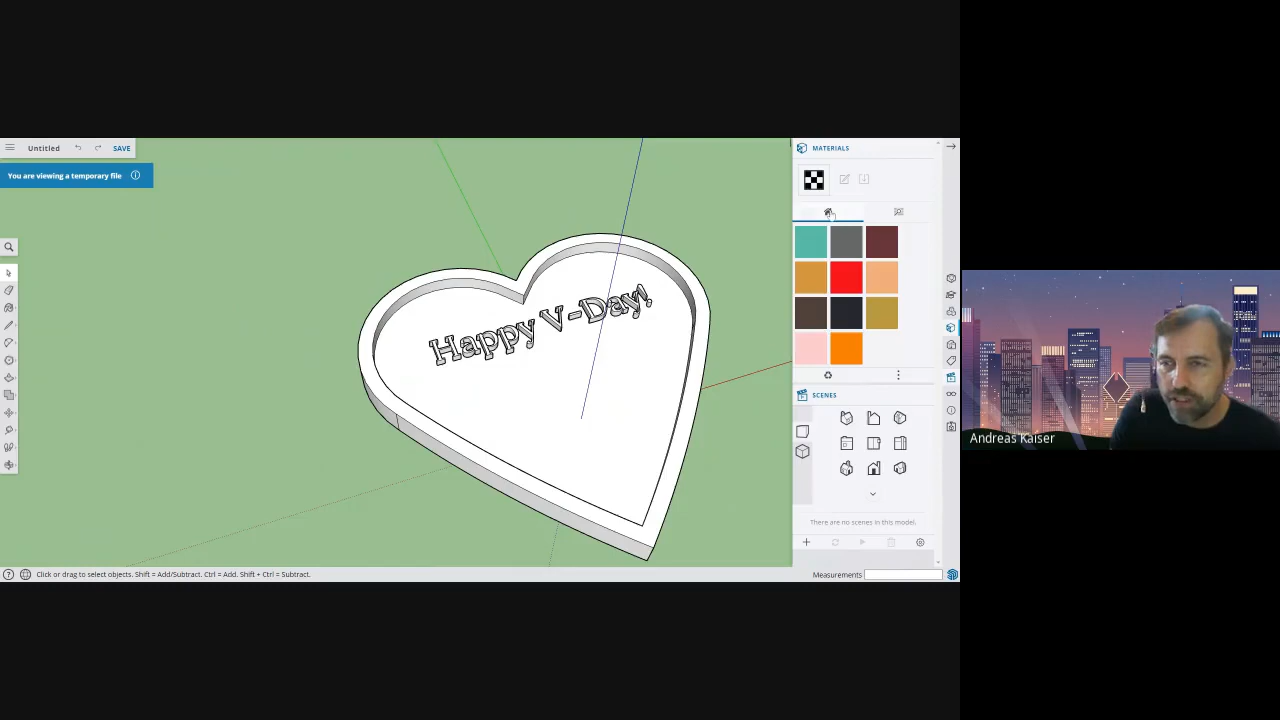 Untitled
SAVE
MATERIALS
You are viewing a temporary file
Happy V-Day!
SCENES
Andreas Kaiser
There are no scenes in this model.
Click or drag to select objects. Shift = Add/Subtract. Ctrl = Add. Shift + Ctrl = Subtract.
Measurements